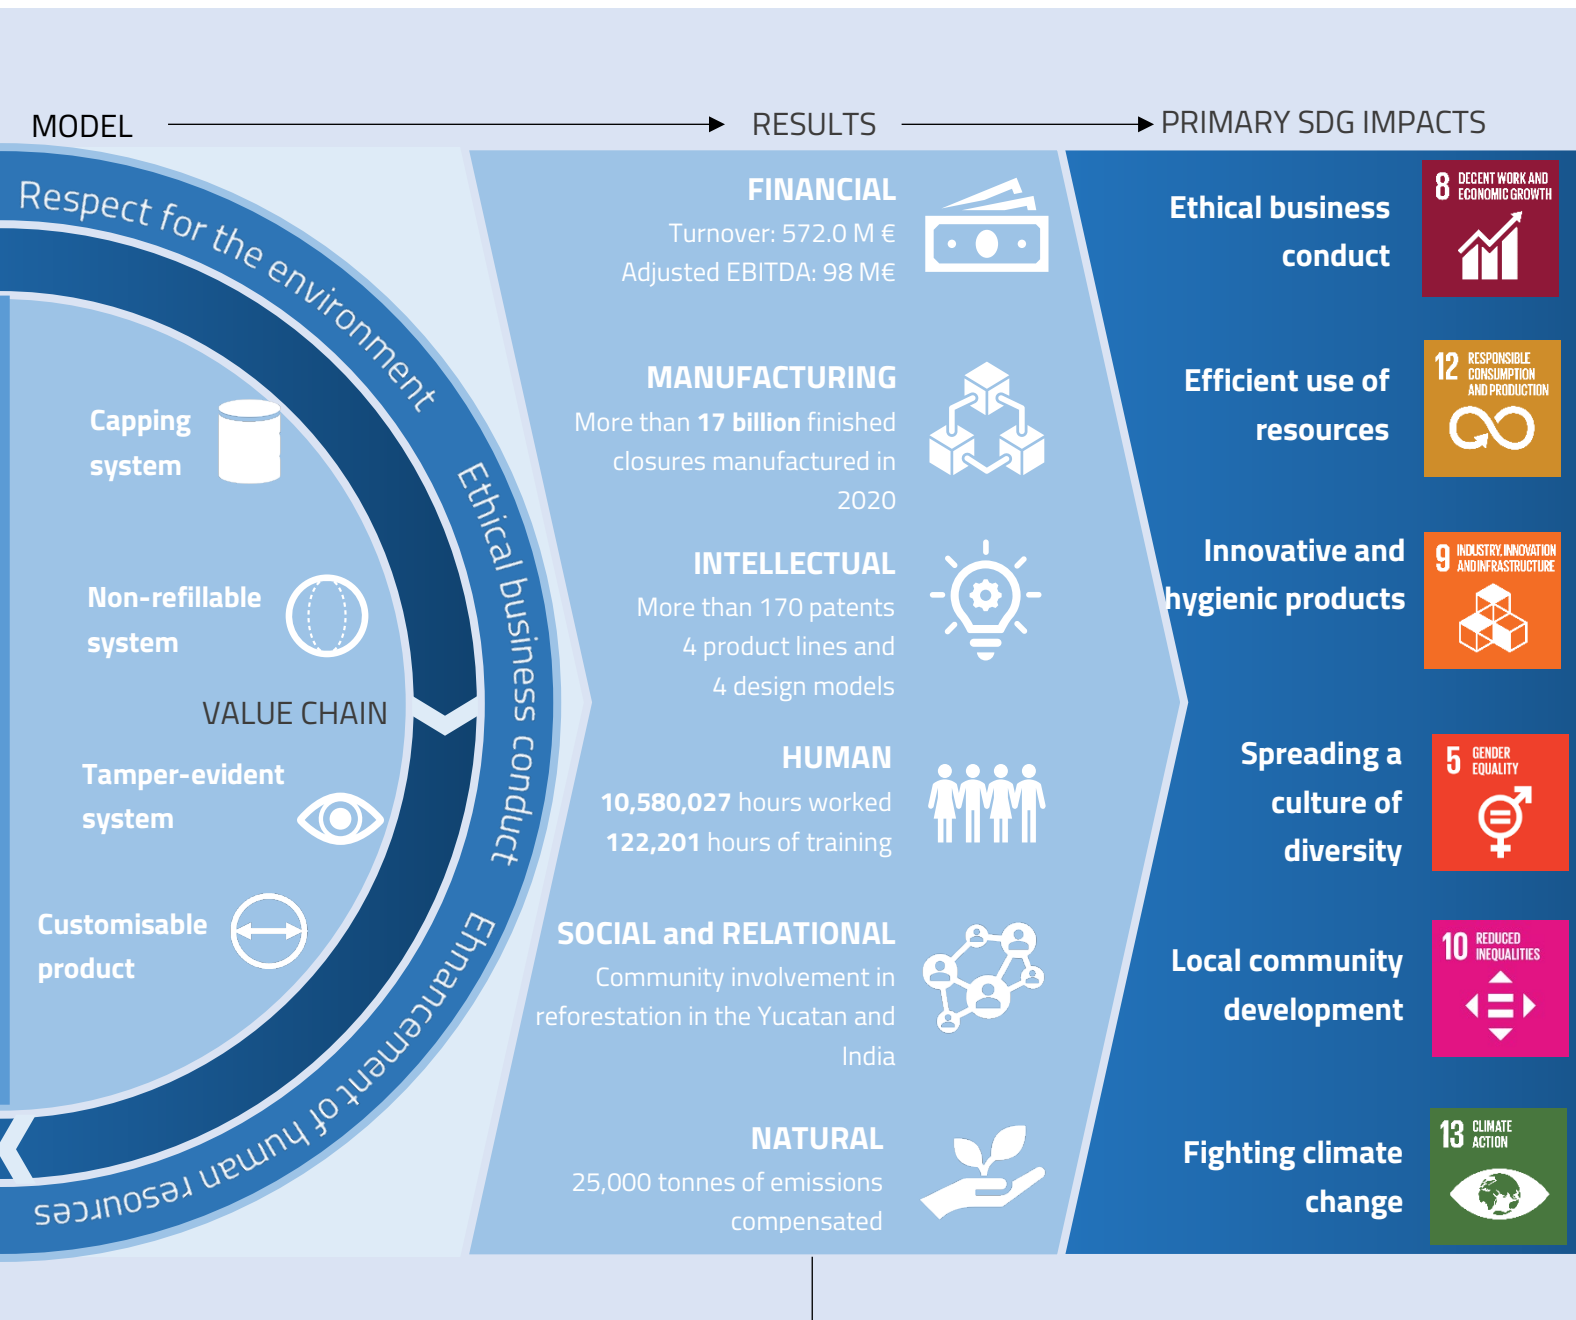 MODEL
RESULTS
PRIMARY SDG IMPACTS
Respect for the environment
Ethical business conduct
Ehnancement of human resources
Capping
system
Non-refillable
system
VALUE CHAIN
Tamper-evident
system
Customisable
product
FINANCIAL
Turnover: 572.0 M €
Adjusted EBITDA: 98 M€
MANUFACTURING
More than 17 billion finished
closures manufactured in
2020
INTELLECTUAL
More than 170 patents
4 product lines and
4 design models
HUMAN
10,580,027 hours worked
122,201 hours of training
SOCIAL and RELATIONAL
Community involvement in
reforestation in the Yucatan and
India
NATURAL
25,000 tonnes of emissions
compensated
Ethical business
conduct
8 DECENT WORK AND
ECONOMIC GROWTH
Efficient use of
resources
12 RESPONSIBLE
CONSUMPTION
AND PRODUCTION
Innovative and
hygienic products
9 INDUSTRY, INNOVATION
AND INFRASTRUCTURE
Spreading a
culture of
diversity
5 GENDER
EQUALITY
Local community
development
10 REDUCED
INEQUALITIES
Fighting climate
change
13 CLIMATE
ACTION